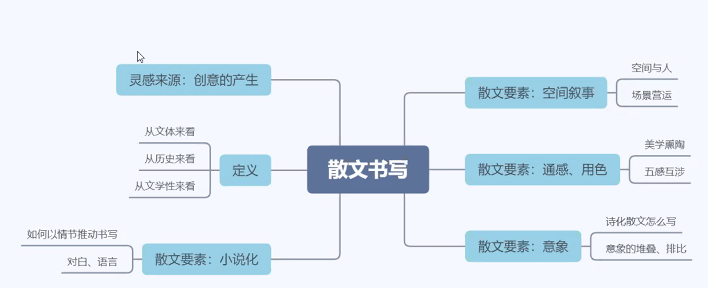 散文书写
灵感来源：创意的产生
定义
从文体来看
从历史来看
从文学性来看
散文要素：小说化
如何以情节推动书写
对白、语言
散文要素：空间叙事
空间与人
场景营运
散文要素：通感、用色
美学熏陶
五感互涉
散文要素：意象
诗化散文怎么写
意象的堆叠、排比